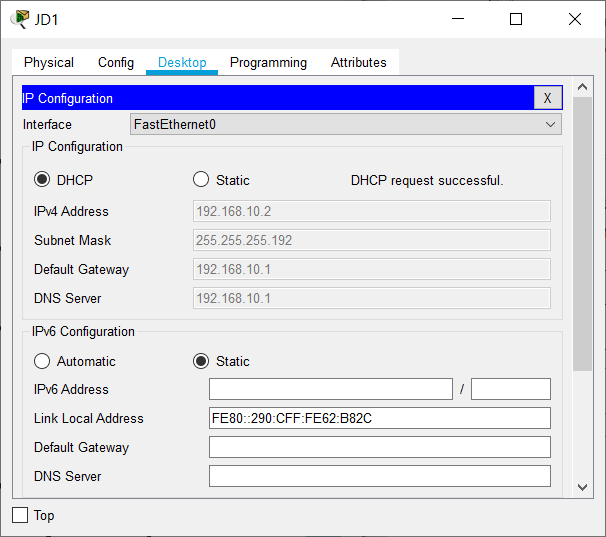 JD1
Physical Config Desktop Programming Attributes
IP Configuration X
Interface FastEthernet0
IP Configuration
DHCP Static DHCP request successful.
IPv4 Address 192.168.10.2
Subnet Mask 255.255.255.192
Default Gateway 192.168.10.1
DNS Server 192.168.10.1
IPv6 Configuration
Automatic Static
IPv6 Address /
Link Local Address FE80::290:CFF:FE62:B82C
Default Gateway
DNS Server
Top